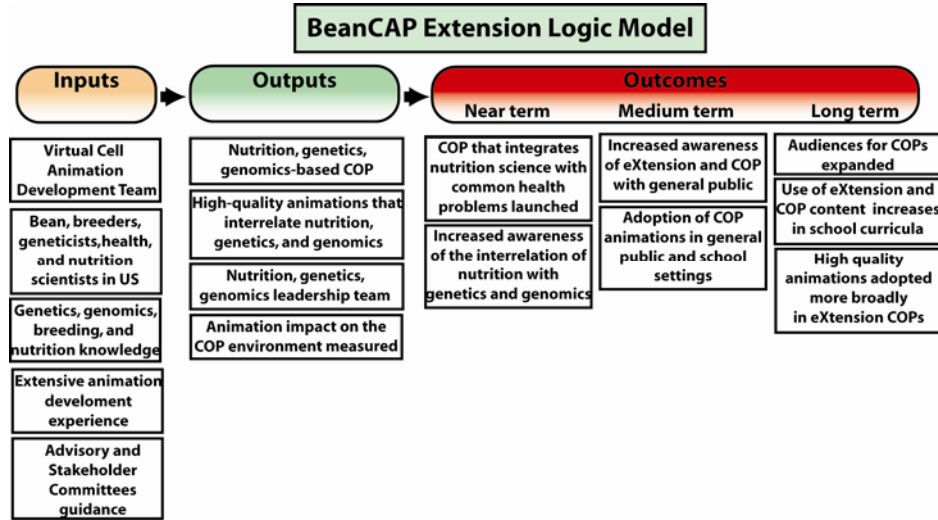 BeanCAP Extension Logic Model
Inputs
Outputs
Outcomes
Near term
Medium term
Long term
Virtual Cell
Animation
Development Team
Bean, breeders,
geneticists,health,
and nutrition
scientists in US
Genetics, genomics,
breeding, and
nutrition knowledge
Extensive animation
develoment
experience
Advisory and
Stakeholder
Committees
guidance
Nutrition, genetics,
genomics-based COP
High-quality animations that
interrelate nutrition,
genetics, and genomics
Nutrition, genetics,
genomics leadership team
Animation impact on the
COP environment measured
COP that integrates
nutrition science with
common health
problems launched
Increased awareness
of the interrelation of
nutrition with
genetics and genomics
Increased awareness
of eXtension and COP
with general public
Adoption of COP
animations in general
public and school
settings
Audiences for COPs
expanded
Use of eXtension and
COP content increases
in school curricula
High quality
animations adopted
more broadly
in eXtension COPs